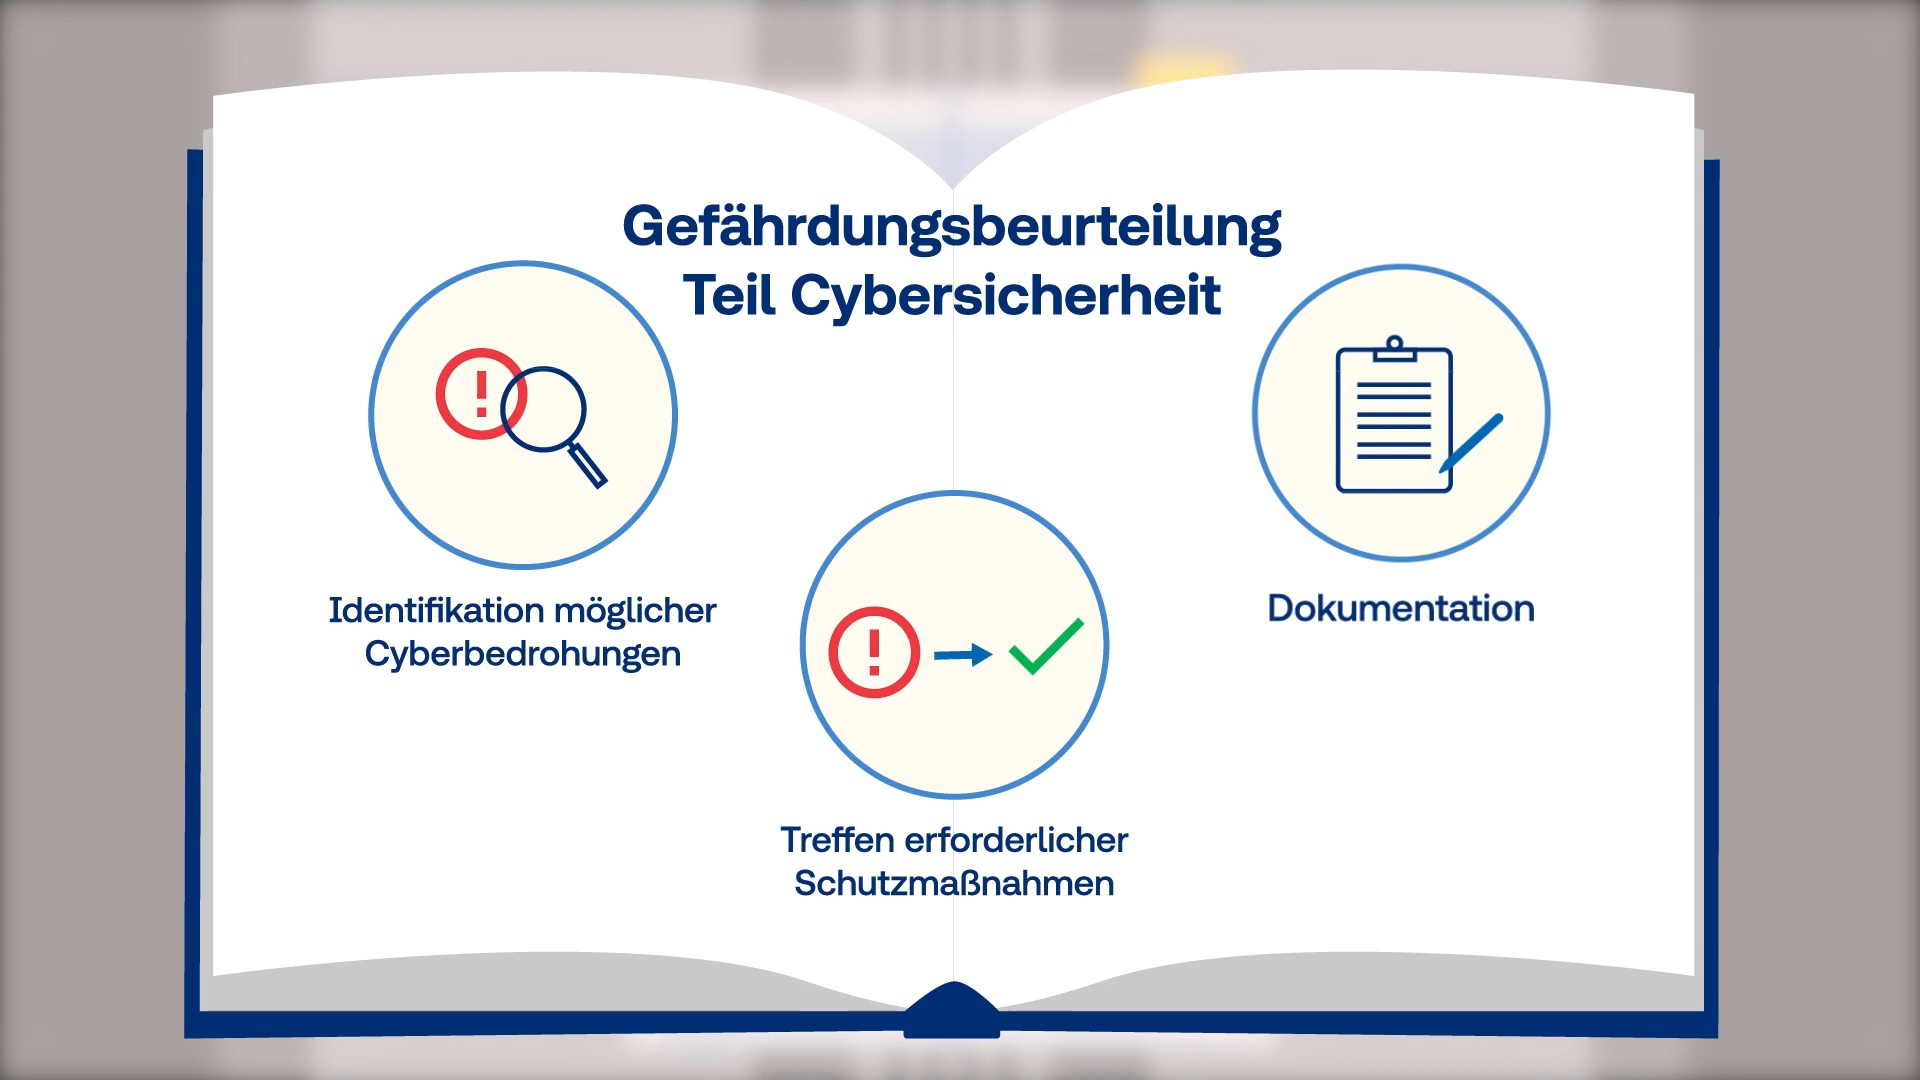 Gefährdungsbeurteilung
Teil Cybersicherheit
Identifikation möglicher
Cyberbedrohungen
Treffen erforderlicher
Schutzmaßnahmen
Dokumentation